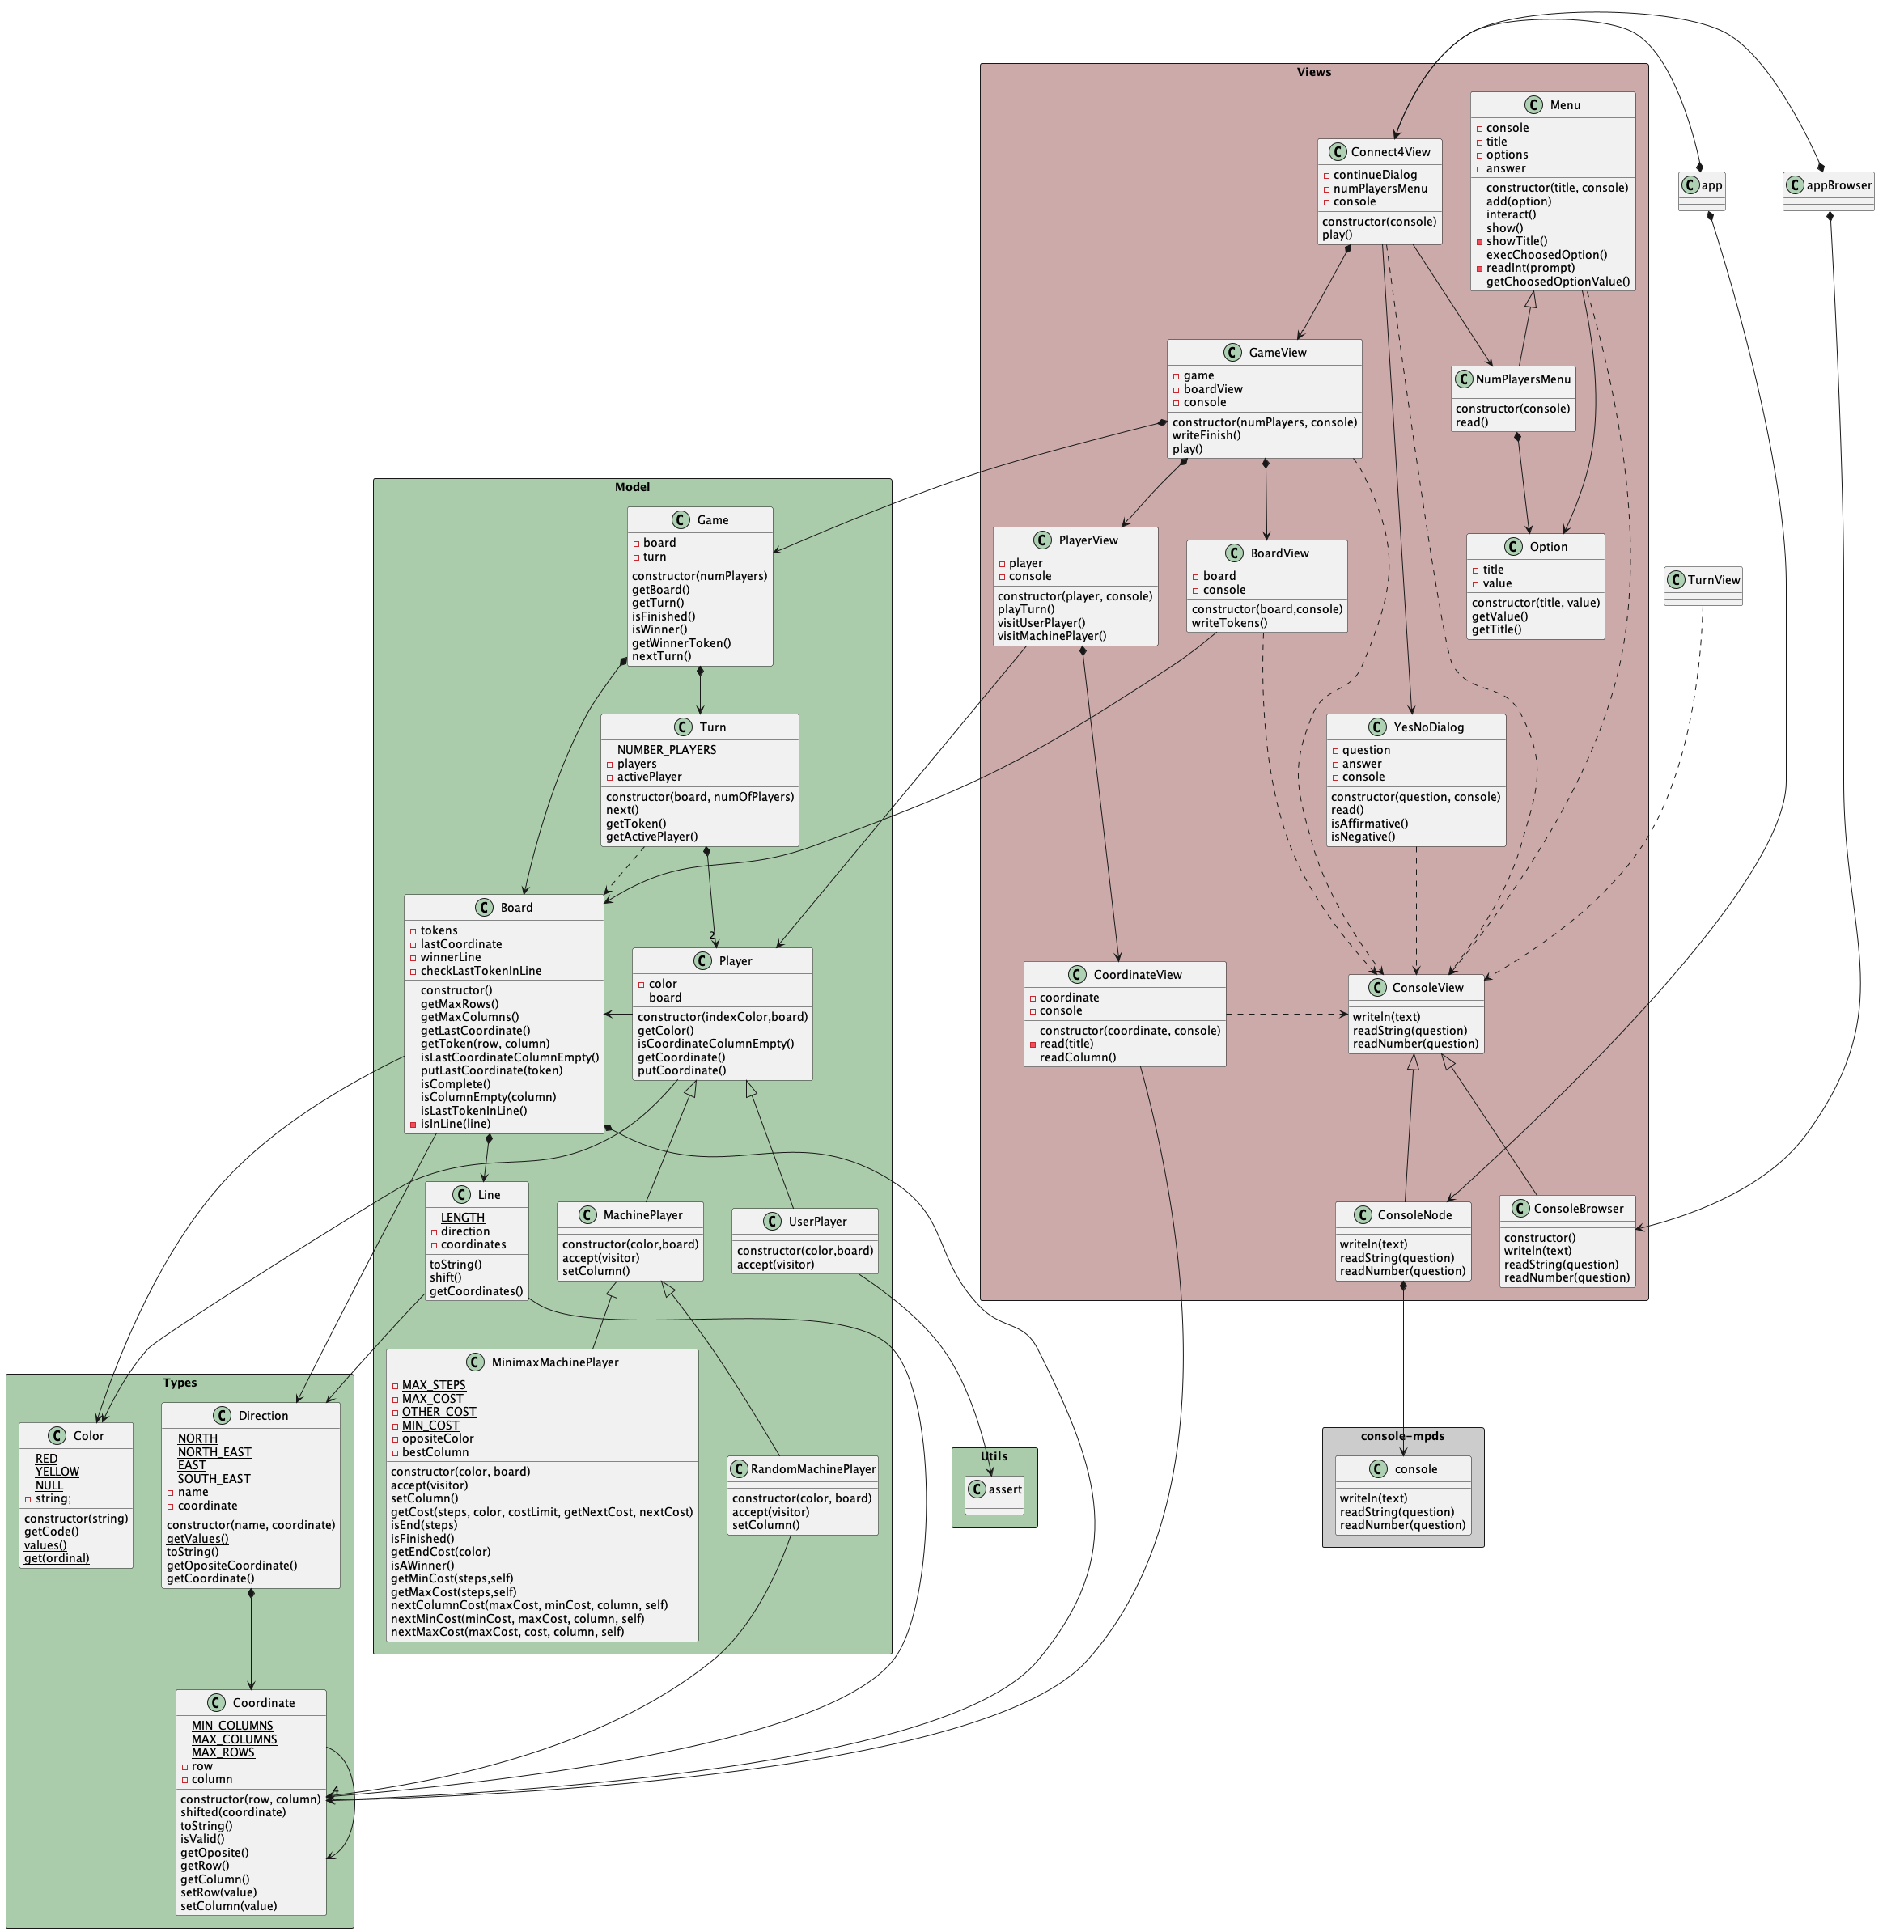 Views
C Menu
console
title
options
answer
constructor(title, console)
add(option)
interact()
show()
showTitle()
execChoosedOption()
readInt(prompt)
getChoosedOptionValue()
C Connect4View
continueDialog
numPlayersMenu
console
constructor(console)
play()
C app
C appBrowser
C GameView
game
boardView
console
constructor(numPlayers, console)
writeFinish()
play()
C NumPlayersMenu
constructor(console)
read()
Model
C Game
board
turn
constructor(numPlayers)
getBoard()
getTurn()
isFinished()
isWinner()
getWinnerToken()
nextTurn()
C PlayerView
player
console
constructor(player, console)
playTurn()
visitUserPlayer()
visitMachinePlayer()
C BoardView
board
console
constructor(board,console)
writeTokens()
C Option
title
value
constructor(title, value)
getValue()
getTitle()
C TurnView
C Turn
NUMBER_PLAYERS
players
activePlayer
constructor(board, numOfPlayers)
next()
getToken()
getActivePlayer()
C YesNoDialog
question
answer
console
constructor(question, console)
read()
isAffirmative()
isNegative()
C Board
tokens
lastCoordinate
winnerLine
checkLastTokenInLine
constructor()
getMaxRows()
getMaxColumns()
getLastCoordinate()
getToken(row, column)
isLastCoordinateColumnEmpty()
putLastCoordinate(token)
isComplete()
isColumnEmpty(column)
isLastTokenInLine()
isInLine(line)
2
C Player
color
board
constructor(indexColor,board)
getColor()
isCoordinateColumnEmpty()
getCoordinate()
putCoordinate()
C CoordinateView
coordinate
console
constructor(coordinate, console)
read(title)
readColumn()
C ConsoleView
writeln(text)
readString(question)
readNumber(question)
C Line
LENGTH
direction
coordinates
toString()
shift()
getCoordinates()
C MachinePlayer
constructor(color,board)
accept(visitor)
setColumn()
C UserPlayer
constructor(color,board)
accept(visitor)
C ConsoleNode
writeln(text)
readString(question)
readNumber(question)
C ConsoleBrowser
constructor()
writeln(text)
readString(question)
readNumber(question)
C MinimaxMachinePlayer
MAX_STEPS
MAX_COST
OTHER_COST
MIN_COST
opositeColor
bestColumn
constructor(color, board)
accept(visitor)
setColumn()
getCost(steps, color, costLimit, getNextCost, nextCost)
isEnd(steps)
isFinished()
getEndCost(color)
isAWinner()
getMinCost(steps,self)
getMaxCost(steps,self)
nextColumnCost(maxCost, minCost, column, self)
nextMinCost(minCost, maxCost, column, self)
nextMaxCost(maxCost, cost, column, self)
C RandomMachinePlayer
constructor(color, board)
accept(visitor)
setColumn()
Types
C Color
RED
YELLOW
NULL
string;
constructor(string)
getCode()
values()
get(ordinal)
C Direction
NORTH
NORTH_EAST
EAST
SOUTH_EAST
name
coordinate
constructor(name, coordinate)
getValues()
toString()
getOpositeCoordinate()
getCoordinate()
Utils
C assert
console-mpds
C console
writeln(text)
readString(question)
readNumber(question)
C Coordinate
MIN_COLUMNS
MAX_COLUMNS
MAX_ROWS
row
column
constructor(row, column)
shifted(coordinate)
toString()
isValid()
getOposite()
getRow()
getColumn()
setRow(value)
setColumn(value)
4